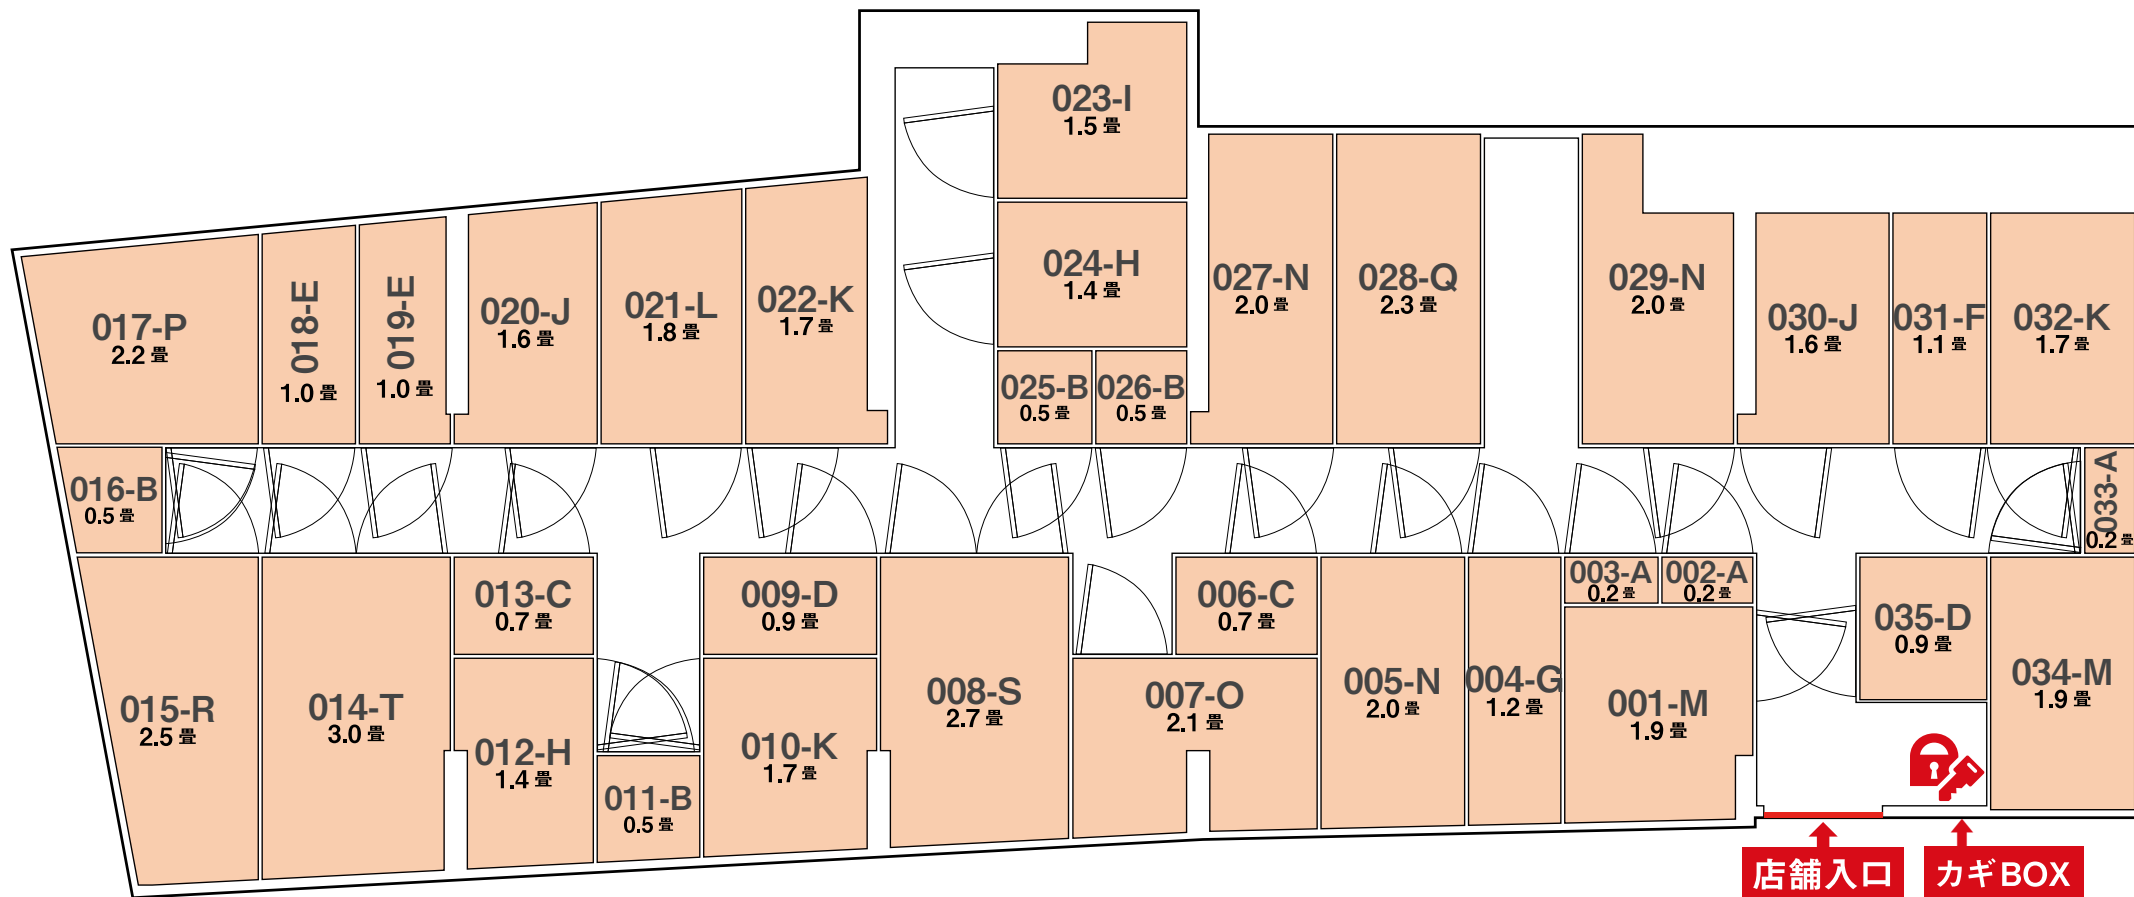 023-I
1.5 畳
024-H
1.4 畳
025-B
0.5 畳
026-B
0.5 畳
017-P
2.2 畳
018-E
1.0 畳
019-E
1.0 畳
020-J
1.6 畳
021-L
1.8 畳
022-K
1.7 畳
027-N
2.0 畳
028-Q
2.3 畳
029-N
2.0 畳
030-J
1.6 畳
031-F
1.1 畳
032-K
1.7 畳
016-B
0.5 畳
033-A
0.2 畳
015-R
2.5 畳
014-T
3.0 畳
013-C
0.7 畳
012-H
1.4 畳
011-B
0.5 畳
009-D
0.9 畳
010-K
1.7 畳
008-S
2.7 畳
007-O
2.1 畳
006-C
0.7 畳
005-N
2.0 畳
004-G
1.2 畳
003-A
0.2 畳
002-A
0.2 畳
001-M
1.9 畳
035-D
0.9 畳
034-M
1.9 畳
店舗入口
カギBOX